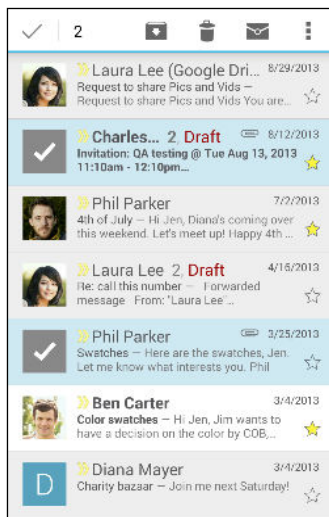 2
Laura Lee (Google Dri... 8/29/2013
Request to share Pics and Vids –
Request to share Pics and Vids You are...
Charles... 2, Draft 8/12/2013
Invitation: QA testing @ Tue Aug 13, 2013
11:10am - 12:10pm...
Phil Parker 7/2/2013
4th of July – Hi Jen, Diana's coming over
this weekend. Let's meet up! Happy 4th ...
Laura Lee 2, Draft 4/16/2013
Re: call this number – Forwarded
message From: "Laura Lee"...
Phil Parker 3/25/2013
Swatches – Here are the swatches, Jen.
Let me know what interests you. Phil
Ben Carter 3/4/2013
Color swatches – Hi Jen, Jim wants to
have a decision on the color by COB,...
D Diana Mayer 3/4/2013
Charity bazaar – Join me next Saturday!